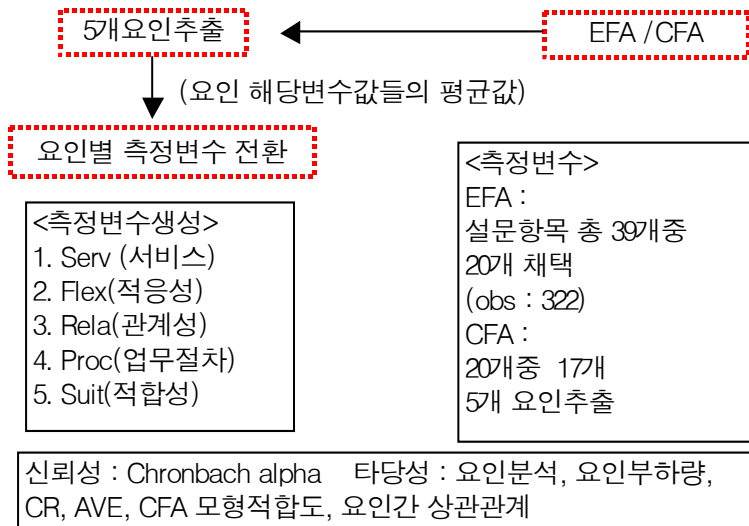 5개요인추출
EFA /CFA
(요인 해당변수값들의 평균값)
요인별 측정변수 전환
<측정변수생성>
1. Serv (서비스)
2. Flex(적응성)
3. Rela(관계성)
4. Proc(업무절차)
5. Suit(적합성)
<측정변수>
EFA :
설문항목 총 39개중
20개 채택
(obs : 322)
CFA :
20개중 17개
5개 요인추출
신뢰성 : Chronbach alpha 타당성 : 요인분석, 요인부하량,
CR, AVE, CFA 모형적합도, 요인간 상관관계